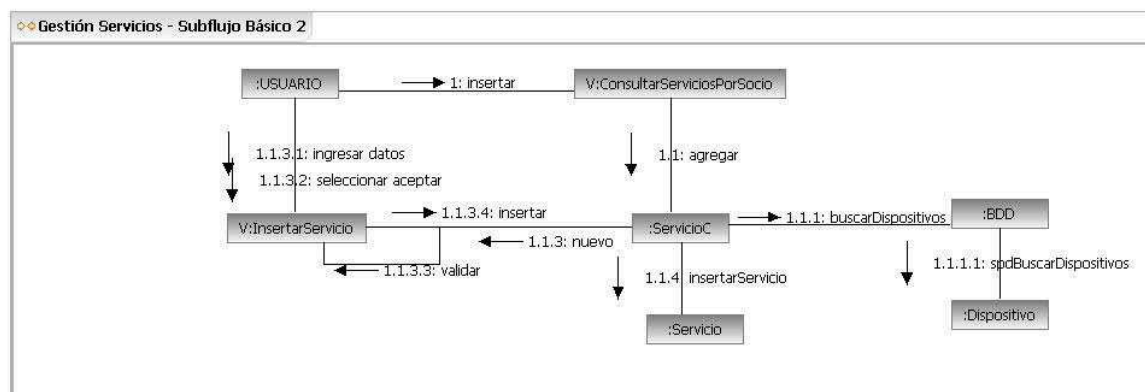 Gestión Servicios - Subflujo Básico 2
:USUARIO
1: insertar
V:ConsultarServiciosPorSocio
1.1.3.1: ingresar datos
1.1: agregar
1.1.3.2: seleccionar aceptar
V:InsertarServicio
1.1.3.4: insertar
:ServicioC
1.1.1: buscarDispositivos
:BDD
1.1.3: nuevo
1.1.3.3: validar
1.1.4 insertarServicio
1.1.1.1: spdBuscarDispositivos
:Servicio
:Dispositivo